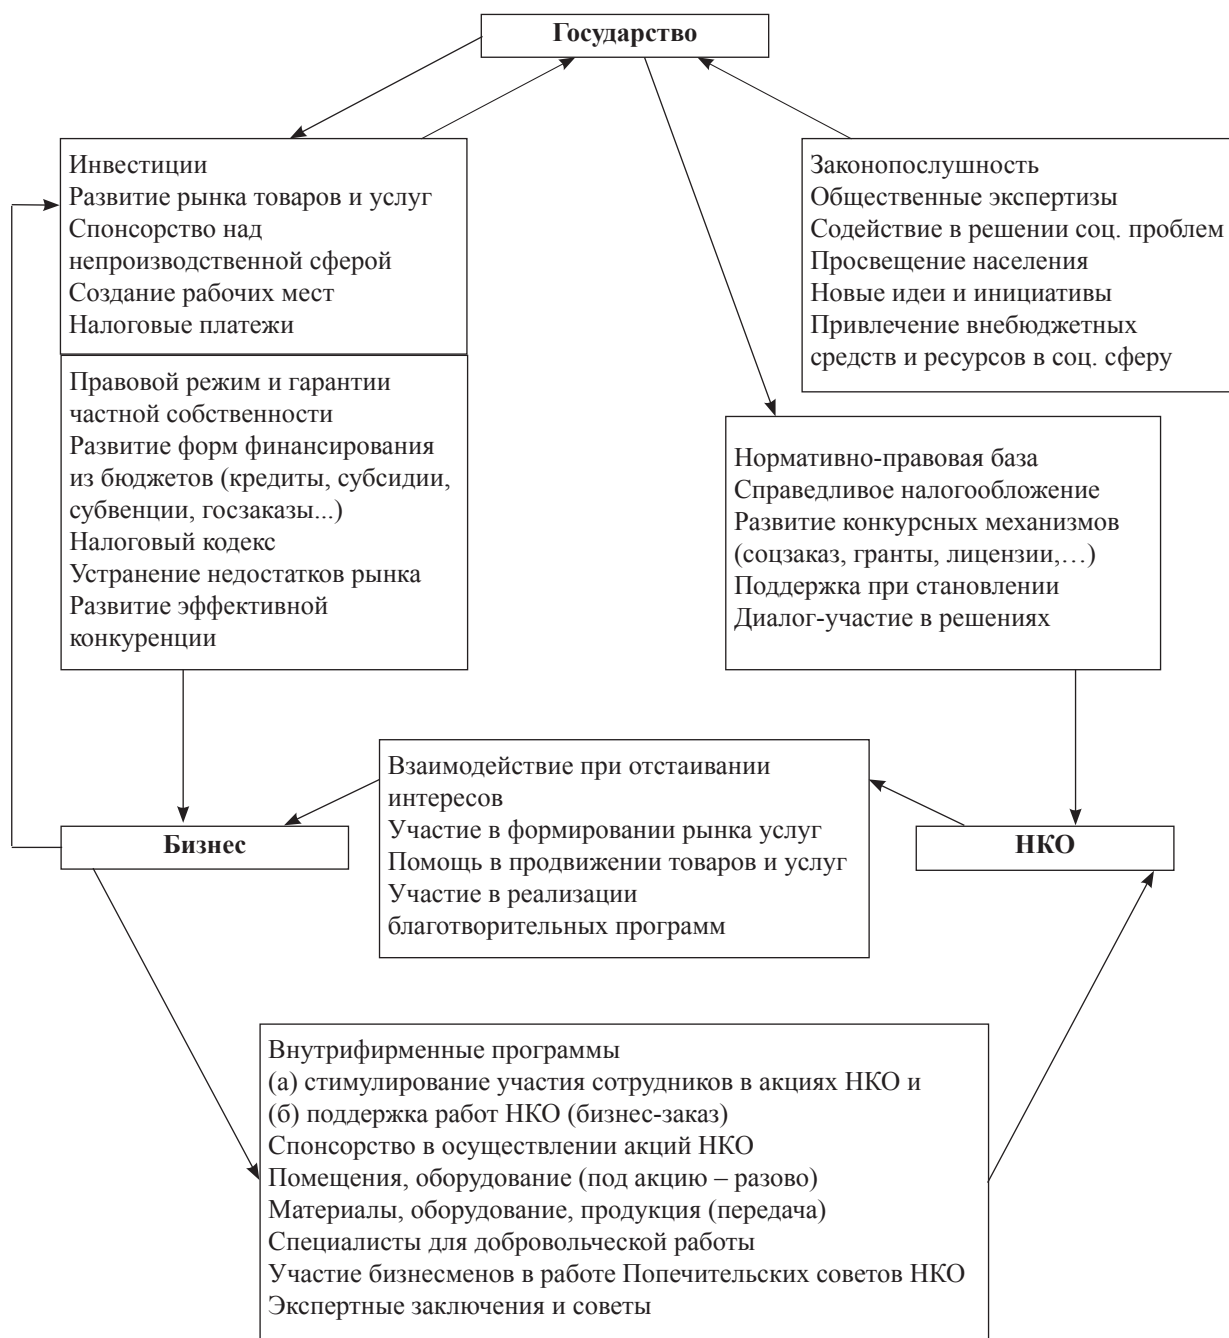 Государство
Инвестиции
Развитие рынка товаров и услуг
Спонсорство над
непроизводственной сферой
Создание рабочих мест
Налоговые платежи
Законопослушность
Общественные экспертизы
Содействие в решении соц. проблем
Просвещение населения
Новые идеи и инициативы
Привлечение внебюджетных
средств и ресурсов в соц. сферу
Правовой режим и гарантии
частной собственности
Развитие форм финансирования
из бюджетов (кредиты, субсидии,
субвенции, госзаказы...)
Налоговый кодекс
Устранение недостатков рынка
Развитие эффективной
конкуренции
Нормативно-правовая база
Справедливое налогообложение
Развитие конкурсных механизмов
(соцзаказ, гранты, лицензии,…)
Поддержка при становлении
Диалог-участие в решениях
Взаимодействие при отстаивании
интересов
Участие в формировании рынка услуг
Помощь в продвижении товаров и услуг
Участие в реализации
благотворительных программ
Бизнес
НКО
Внутрифирменные программы
(а) стимулирование участия сотрудников в акциях НКО и
(б) поддержка работ НКО (бизнес-заказ)
Спонсорство в осуществлении акций НКО
Помещения, оборудование (под акцию – разово)
Материалы, оборудование, продукция (передача)
Специалисты для добровольческой работы
Участие бизнесменов в работе Попечительских советов НКО
Экспертные заключения и советы